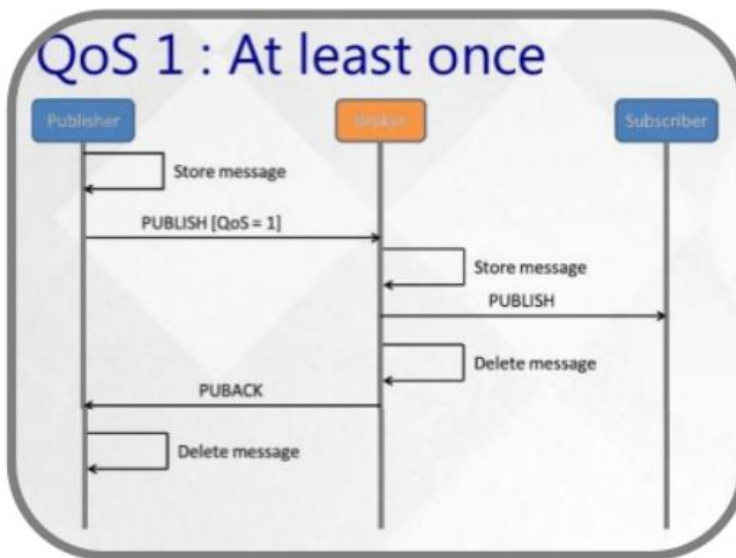 QoS 1 : At least once
Publisher
Broker
Subscriber
Store message
PUBLISH [QoS = 1]
Store message
PUBLISH
Delete message
PUBACK
Delete message